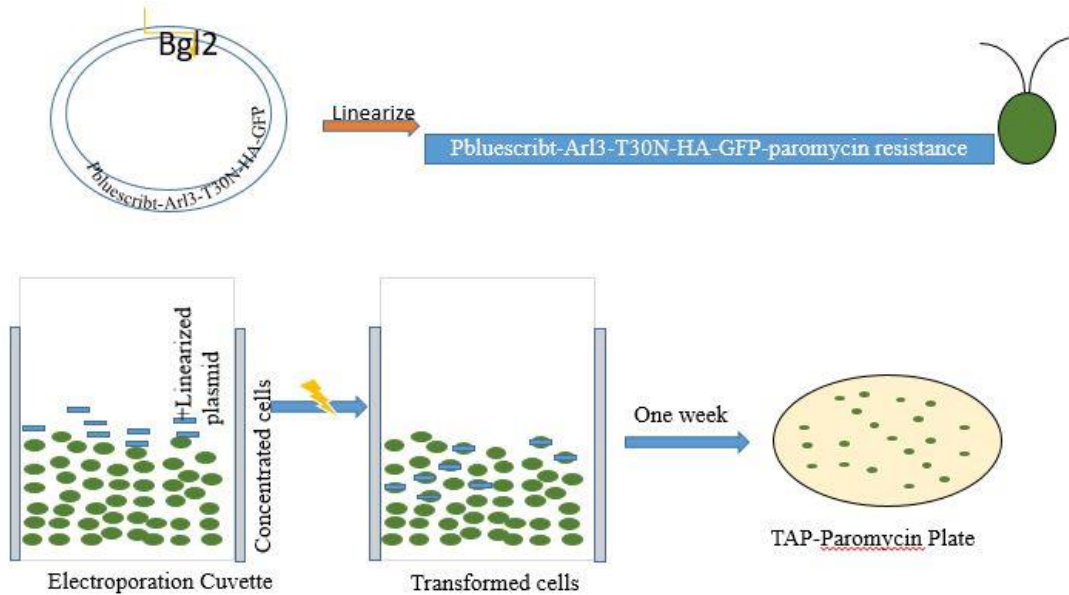 Bgl2
Pbluescribt-Arl3-T30N-HA-GFP
Linearize
Pbluescribt-Arl3-T30N-HA-GFP-paromycin resistance
+Linearized
plasmid
Concentrated cells
One week
Electroporation Cuvette
Transformed cells
TAP-Paromycin Plate